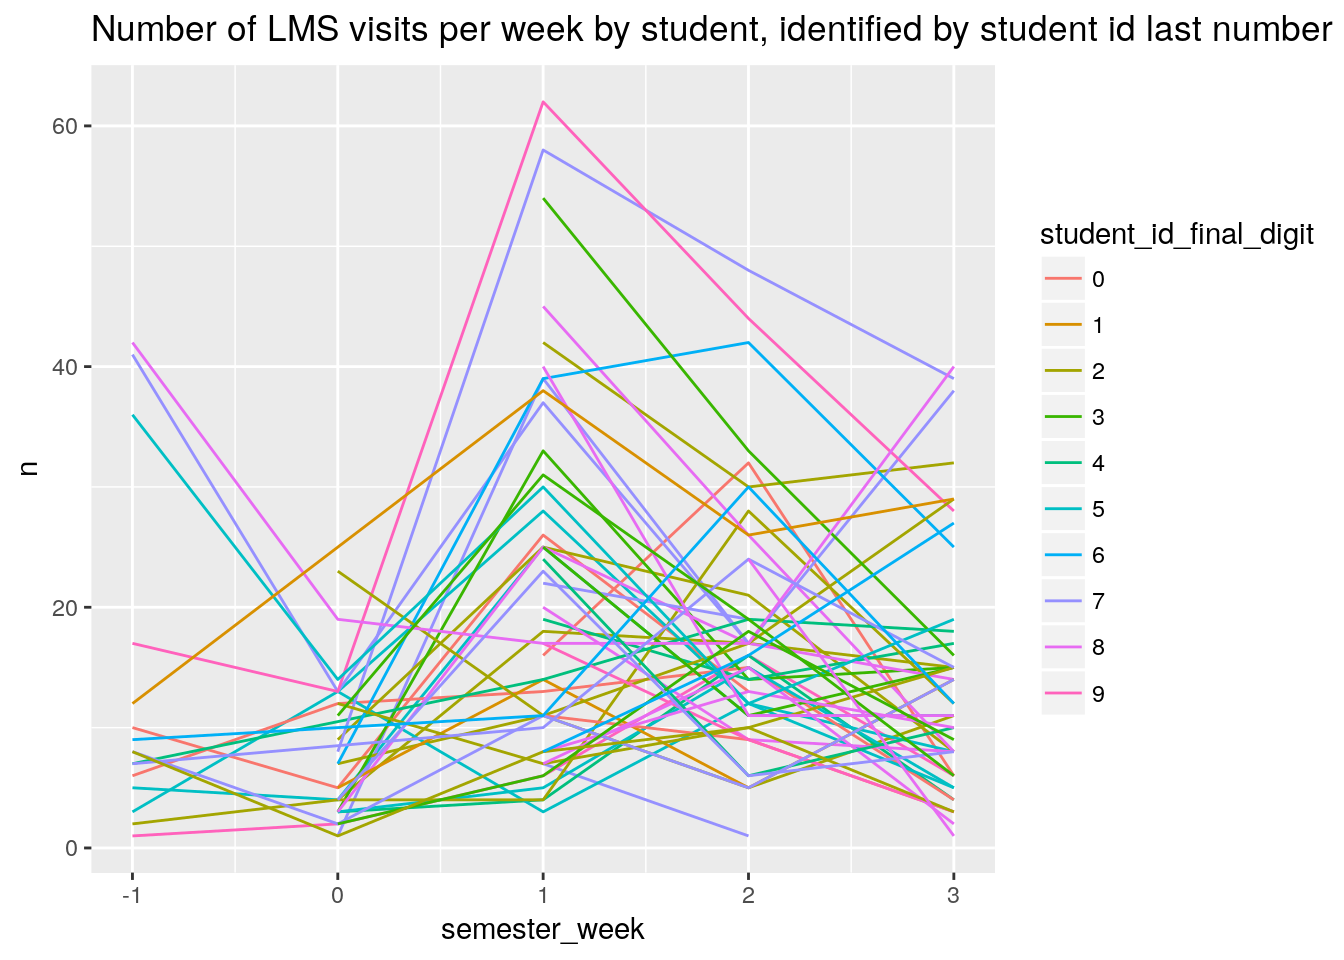 Number of LMS visits per week by student, identified by student id last number
60
40
20
0
n
-1 0 1 2 3
semester_week
student_id_final_digit
0
1
2
3
4
5
6
7
8
9